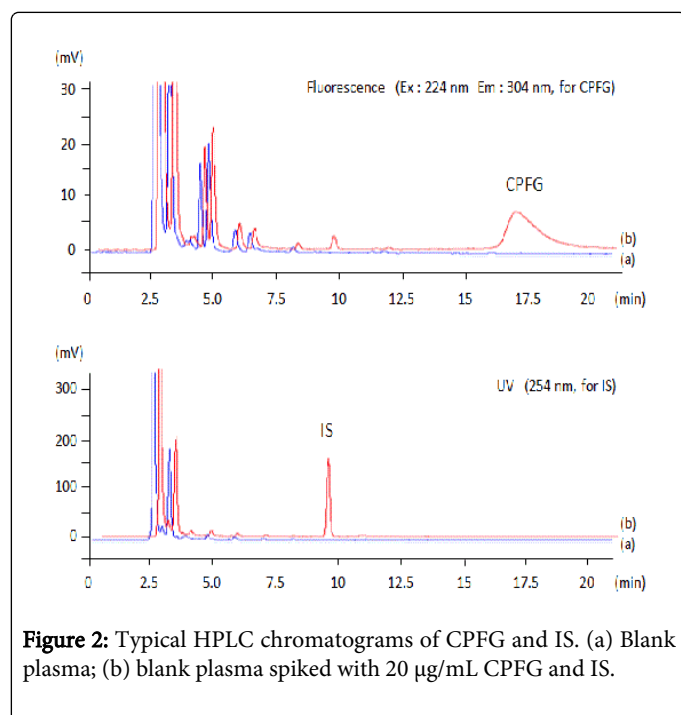 (mV)
Fluorescence (Ex : 224 nm Em : 304 nm, for CPFG)
30
20
10
0
CPFG
(b)
(a)
0 2.5 5.0 7.5 10 12.5 15 17.5 20 (min)
(mV)
UV (254 nm, for IS)
300
200
100
0
IS
(b)
(a)
0 2.5 5.0 7.5 10 12.5 15 17.5 20 (min)
Figure 2: Typical HPLC chromatograms of CPFG and IS. (a) Blank
plasma; (b) blank plasma spiked with 20 μg/mL CPFG and IS.